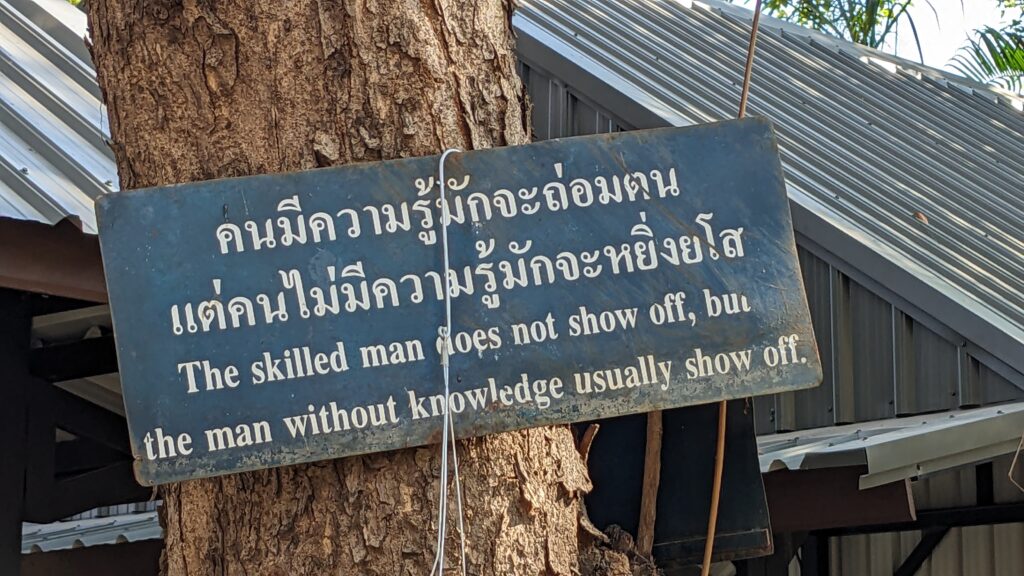 คนมีความรู้มักจะถ่อมตน
แต่คนไม่มีความรู้มักจะหยิ่งยโส
The skilled man does not show off, but
the man without knowledge usually show off.